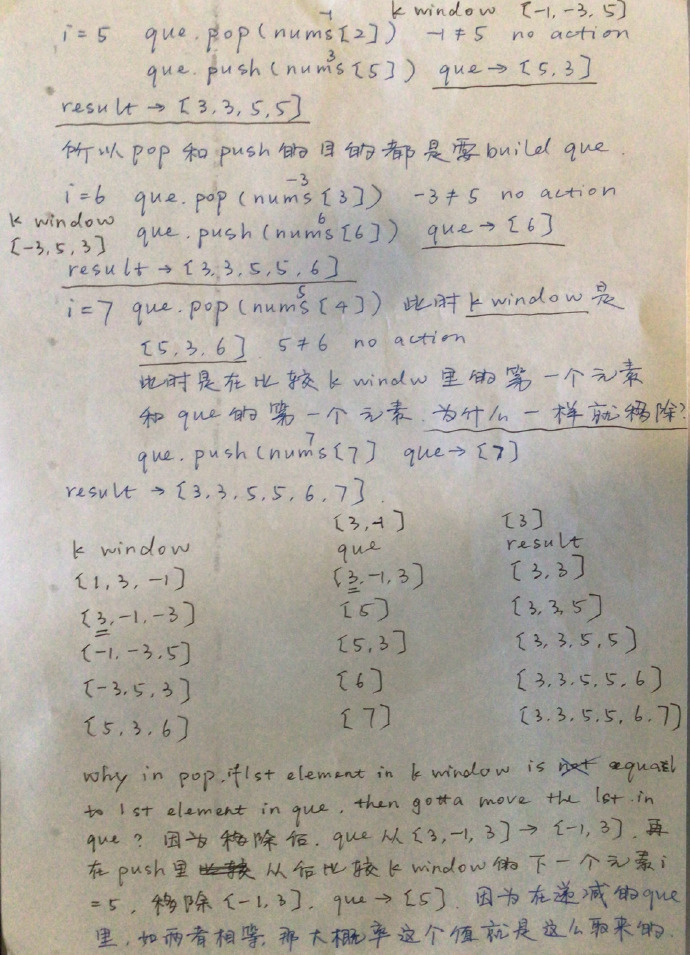 k window [-1, -3, 5]
i=5 que.pop(nums[2]) -1≠5 no action
-1
que.push(nums[5]) que→[5,3]
3
result→[3,3,5,5]
所以pop和push的目的都是要build que.
i=6 que.pop(nums[3]) -3≠5 no action
-3
k window
[-3,5,3]
que.push(nums[6]) que→[6]
6
result→[3,3,5,5,6]
i=7 que.pop(nums[4]) 此时k window是
5
[5,3,6] 5≠6 no action
此时是在比较k windw里的第一个元素
和que的第一个元素.为什么一样就移除?
que.push(nums[7] que→[7]
7
result→[3,3,5,5,6,7].
[3,-1] [3]
k window que result
[1,3,-1] [3,-1,3] [3,3]
[3,-1,-3] [5] [3,3,5]
[-1,-3,5] [5,3] [3,3,5,5]
[-3,5,3] [6] [3,3,5,5,6]
[5,3,6] [7] [3,3,5,5,6,7]
why in pop, if 1st element in k window is not equal
to 1st element in que, then gotta move the 1st in
que? 因为移除后, que从[3,-1,3]→[-1,3], 再
在push里比较从后比较k window的下一个元素i
=5, 移除[-1,3], que→[5]. 因为在递减的que
里,如两者相等,那大概率这个值就是这么取来的.